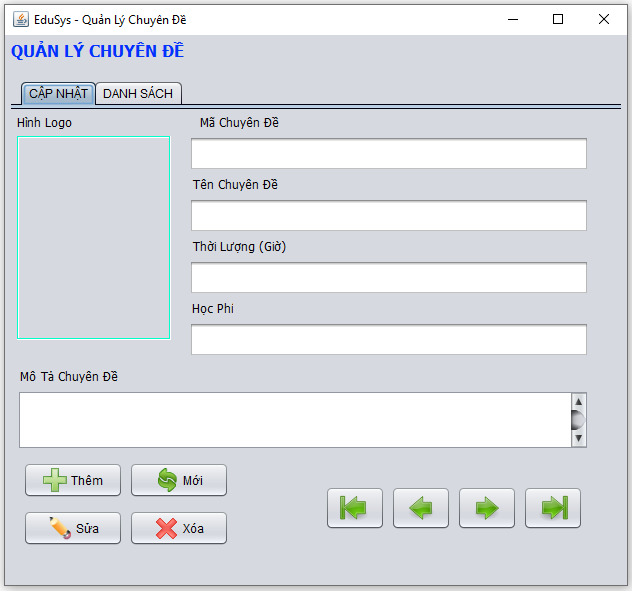 EduSys - Quản Lý Chuyên Đề
QUẢN LÝ CHUYÊN ĐỀ
CẬP NHẬT DANH SÁCH
Hình Logo
Mã Chuyên Đề
Tên Chuyên Đề
Thời Lượng (Giờ)
Học Phi
Mô Tả Chuyên Đề
Thêm Mới
Sửa Xóa